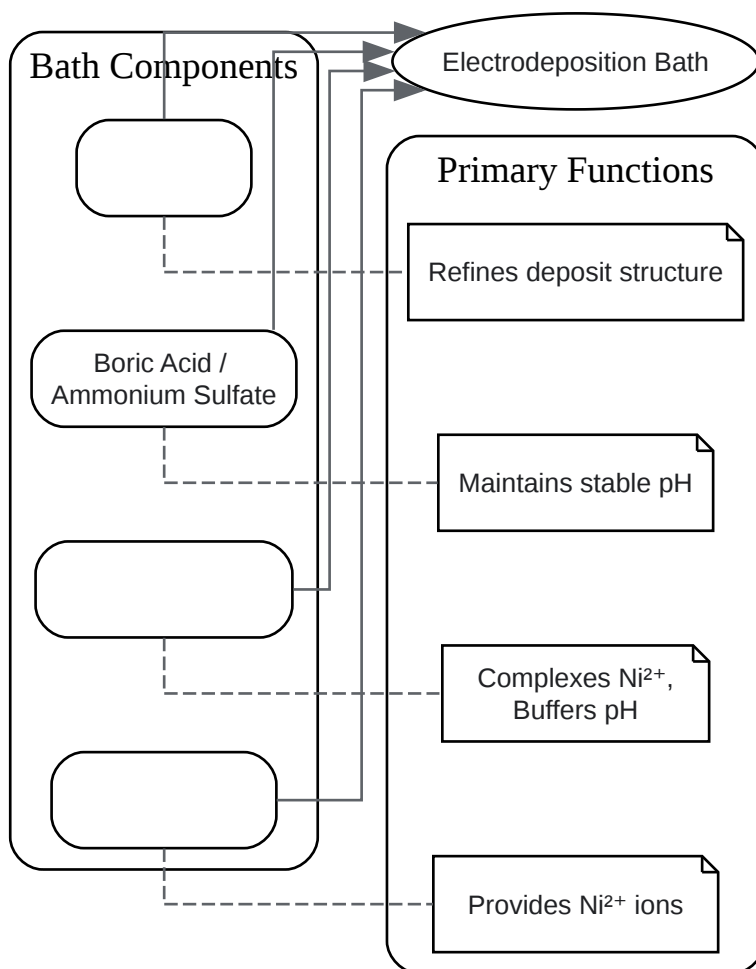 Electrodeposition Bath
Bath Components
Primary Functions
Refines deposit structure
Boric Acid /
Ammonium Sulfate
Maintains stable pH
Complexes Ni²⁺,
Buffers pH
Provides Ni²⁺ ions